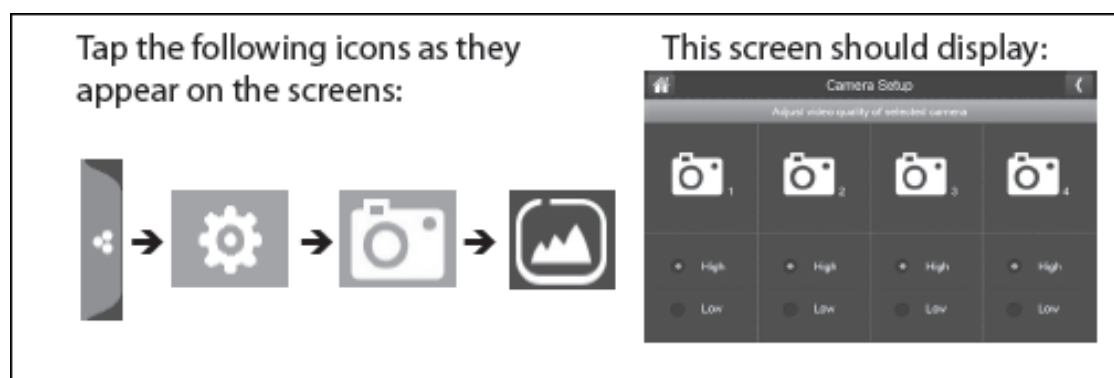 Tap the following icons as they
appear on the screens:
This screen should display:
Camera Setup
Adjust video quality of selected camera
1 2 3 4
High High High High
Low Low Low Low